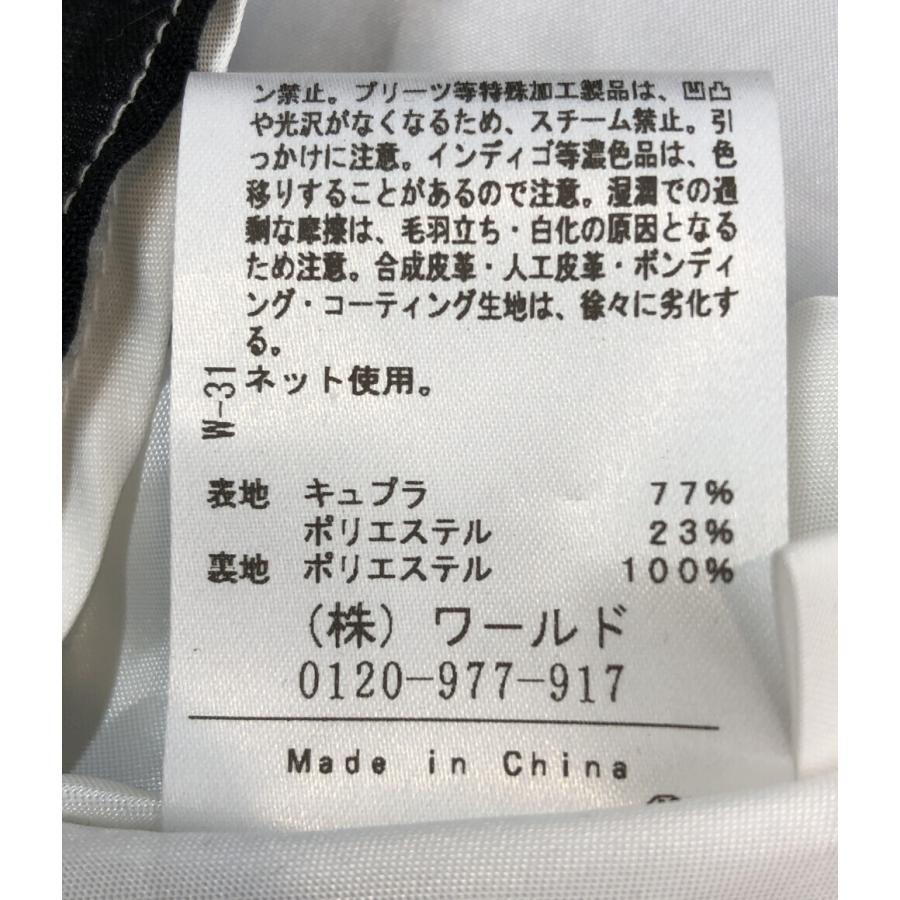 ン禁止。プリーツ等特殊加工製品は、凹凸
や光沢がなくなるため、スチーム禁止。引
っかけに注意。インディゴ等濃色品は、色
移りすることがあるので注意。湿潤での過
剰な摩擦は、毛羽立ち・白化の原因となる
ため注意。合成皮革・人工皮革・ボンディ
ング・コーティング生地は、徐々に劣化す
る。
ネット使用。
W-31
表地 キュプラ 77%
ポリエステル 23%
裏地 ポリエステル 100%
(株) ワールド
0120-977-917
Made in China